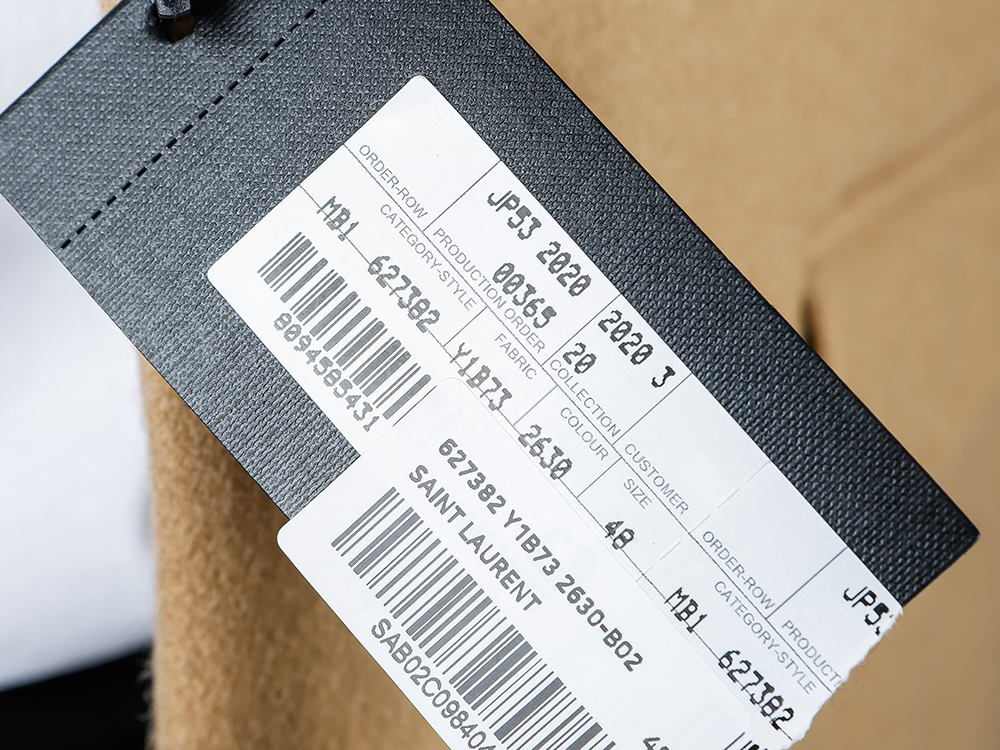 JP53 2020 2020 3
ORDER-ROW PRODUCTION ORDER COLLECTION CUSTOMER
00365 20
CATEGORY-STYLE FABRIC COLOUR SIZE
MB1 627382 Y1B73 2630 48
8094585431
ORDER-ROW
CATEGORY-STYLE
MB1 627382
627382 Y1B73 2630-B02
SAINT LAURENT